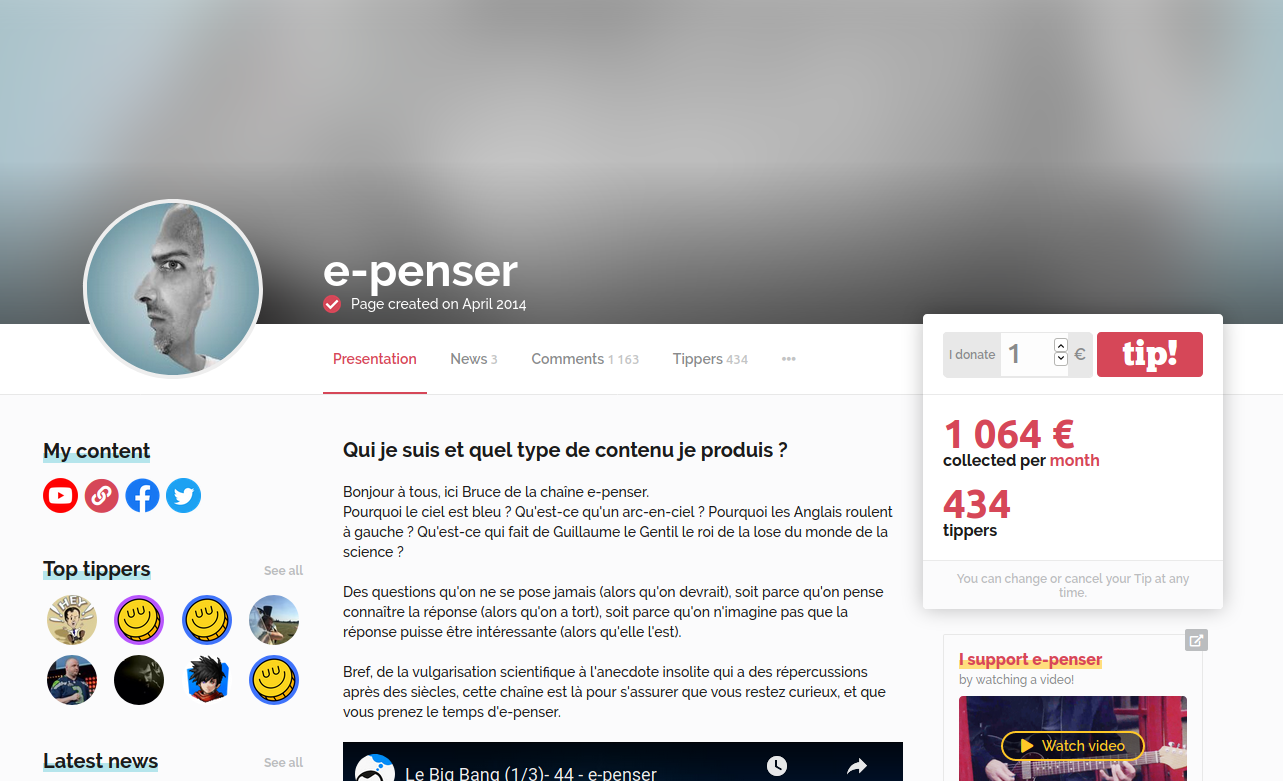 e-penser
Page created on April 2014
Presentation
News 3
Comments 1 163
Tippers 434
I donate
1
€
tip!
1 064 €
collected per month
434
tippers
You can change or cancel your Tip at any
time.
My content
Top tippers
See all
HEY!
Latest news
See all
Qui je suis et quel type de contenu je produis ?
Bonjour à tous, ici Bruce de la chaîne e-penser.
Pourquoi le ciel est bleu ? Qu'est-ce qu'un arc-en-ciel ? Pourquoi les Anglais roulent
à gauche ? Qu'est-ce qui fait de Guillaume le Gentil le roi de la lose du monde de la
science ?
Des questions qu'on ne se pose jamais (alors qu'on devrait), soit parce qu'on pense
connaître la réponse (alors qu'on a tort), soit parce qu'on n'imagine pas que la
réponse puisse être intéressante (alors qu'elle l'est).
Bref, de la vulgarisation scientifique à l'anecdote insolite qui a des répercussions
après des siècles, cette chaîne est là pour s'assurer que vous restez curieux, et que
vous prenez le temps d'e-penser.
Le Big Bang (1/3)- 44 - e-penser
I support e-penser
by watching a video!
Watch video